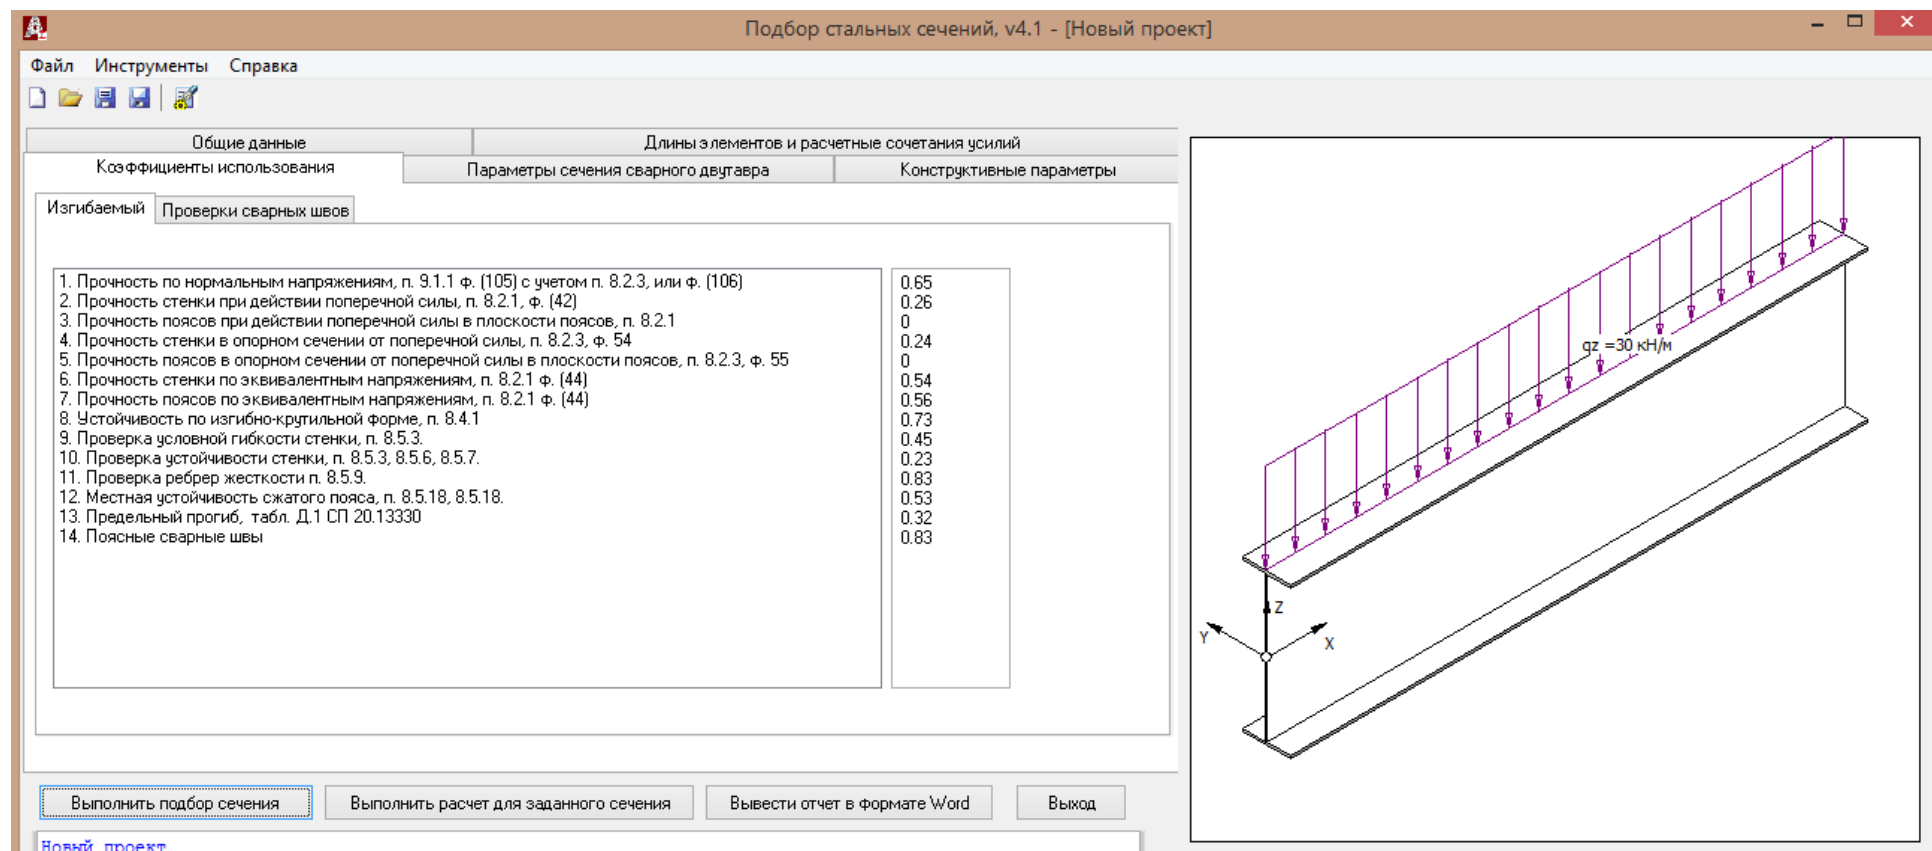 Подбор стальных сечений, v4.1 - [Новый проект]
Файл Инструменты Справка
Общие данные Длины элементов и расчетные сочетания усилий
Коэффициенты использования Параметры сечения сварного двутавра Конструктивные параметры
Изгибаемый Проверки сварных швов
1. Прочность по нормальным напряжениям, п. 9.1.1 ф. (105) с учетом п. 8.2.3, или ф. (106) 0.65
2. Прочность стенки при действии поперечной силы, п. 8.2.1, ф. (42) 0.26
3. Прочность поясов при действии поперечной силы в плоскости поясов, п. 8.2.1 0
4. Прочность стенки в опорном сечении от поперечной силы, п. 8.2.3, ф. 54 0.24
5. Прочность поясов в опорном сечении от поперечной силы в плоскости поясов, п. 8.2.3, ф. 55 0
6. Прочность стенки по эквивалентным напряжениям, п. 8.2.1 ф. (44) 0.54
7. Прочность поясов по эквивалентным напряжениям, п. 8.2.1 ф. (44) 0.56
8. Устойчивость по изгибно-крутильной форме, п. 8.4.1 0.73
9. Проверка условной гибкости стенки, п. 8.5.3. 0.45
10. Проверка устойчивости стенки, п. 8.5.3, 8.5.6, 8.5.7. 0.23
11. Проверка ребрер жесткости п. 8.5.9. 0.83
12. Местная устойчивость сжатого пояса, п. 8.5.18, 8.5.18. 0.53
13. Предельный прогиб, табл. Д.1 СП 20.13330 0.32
14. Поясные сварные швы 0.83
qz =30 кН/м
Z
Y
X
Выполнить подбор сечения Выполнить расчет для заданного сечения Вывести отчет в формате Word Выход
Новый проект